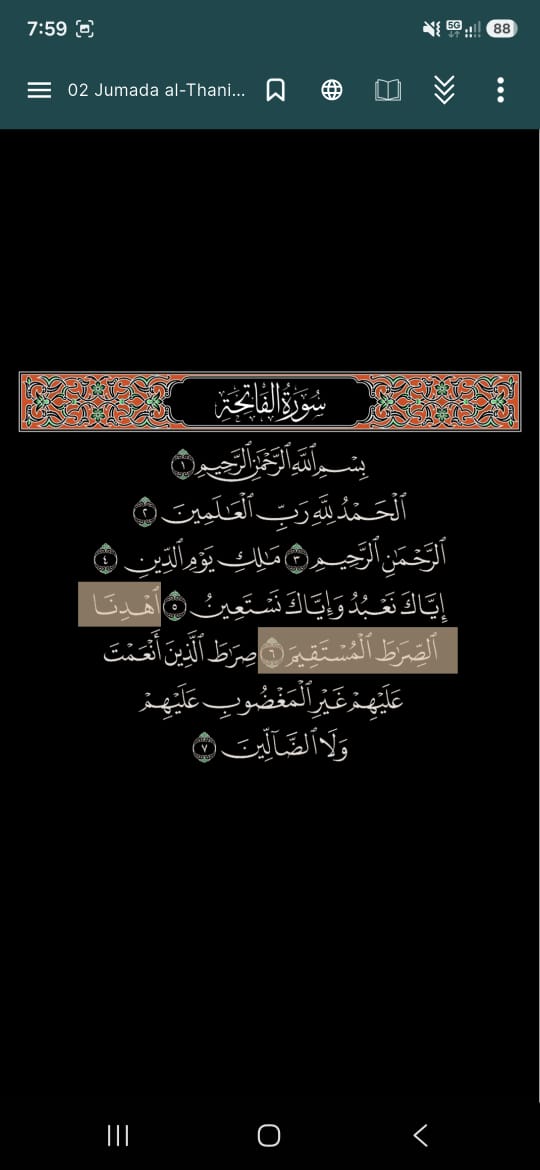 7:59
5G
88
02 Jumada al-Thani...
سُورَةُ الفَاتِحَةِ
بِسْمِ ٱللَّهِ ٱلرَّحْمَٰنِ ٱلرَّحِيمِ ١
ٱلْحَمْدُ لِلَّهِ رَبِّ ٱلْعَٰلَمِينَ ٢
ٱلرَّحْمَٰنِ ٱلرَّحِيمِ ٣ مَٰلِكِ يَوْمِ ٱلدِّينِ ٤
إِيَّاكَ نَعْبُدُ وَإِيَّاكَ نَسْتَعِينُ ٥ ٱهْدِنَا
ٱلصِّرَٰطَ ٱلْمُسْتَقِيمَ ٦ صِرَٰطَ ٱلَّذِينَ أَنْعَمْتَ
عَلَيْهِمْ غَيْرِ ٱلْمَغْضُوبِ عَلَيْهِمْ
وَلَا ٱلضَّآلِّينَ ٧